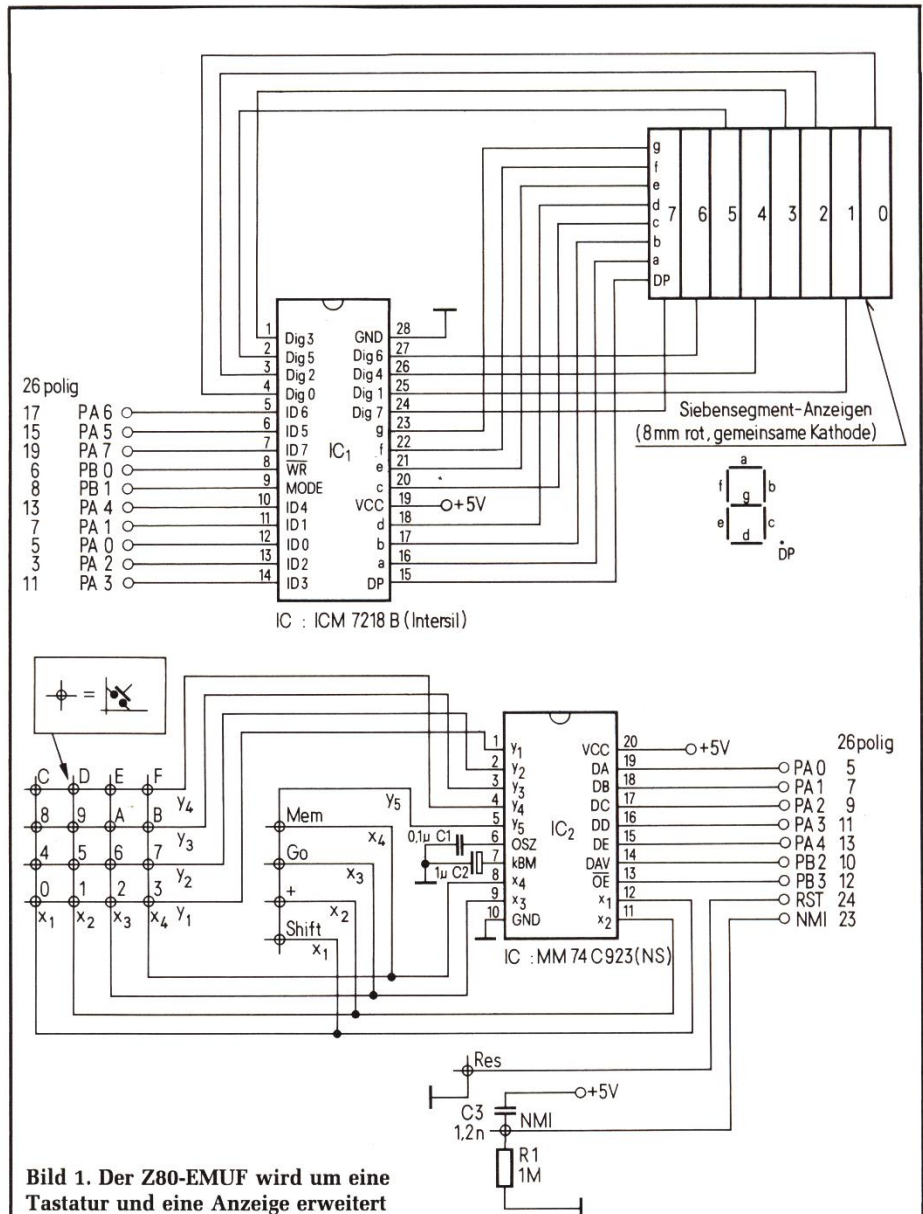 g
f
e
d
c
b
a
DP
7 6 5 4 3 2 1 0
26polig
17 PA 6
15 PA 5
19 PA 7
6 PB 0
8 PB 1
13 PA 4
7 PA 1
5 PA 0
3 PA 2
11 PA 3
1 Dig 3 GND 28
2 Dig 5 Dig 6 27
3 Dig 2 Dig 4 26
4 Dig 0 Dig 1 25
5 ID 6 Dig 7 24
6 ID 5 g 23
7 ID 7 IC1 f 22
8 WR e 21
9 MODE c 20
10 ID 4 VCC 19 +5V
11 ID 1 d 18
12 ID 0 b 17
13 ID 2 a 16
14 ID 3 DP 15
IC : ICM 7218 B (Intersil)
Siebensegment-Anzeigen
(8mm rot, gemeinsame Kathode)
a
f b
g
e c
d
DP
=
C D E F y4
8 9 A B y3
4 5 6 7 y2
0 1 2 3 y1
x1 x2 x3 x4
y5
Mem
x4
Go
x3
+
x2
Shift
x1
0,1µ C1
1µ C2
1 y1 VCC 20 +5V
2 y2 DA 19
3 y3 DB 18
4 y4 DC 17
5 y5 IC2 DD 16
6 OSZ DE 15
7 kBM DAV 14
8 x4 OE 13
9 x3 x1 12
10 GND x2 11
IC : MM 74 C923 (NS)
26polig
PA 0 5
PA 1 7
PA 2 9
PA 3 11
PA 4 13
PB 2 10
PB 3 12
RST 24
NMI 23
Res
+5V
C3
1,2n
NMI
R1
1M
Bild 1. Der Z80-EMUF wird um eine
Tastatur und eine Anzeige erweitert